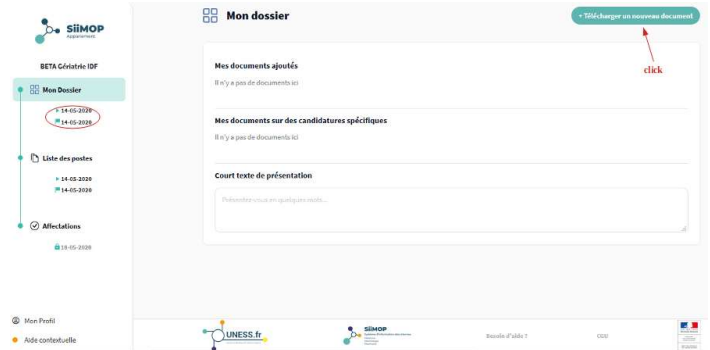 SiiMOP
Appariement
BETA Gériatrie IDF
Mon Dossier
14-05-2020
14-05-2020
Liste des postes
14-05-2020
14-05-2020
Affectations
18-05-2020
Mon Profil
Aide contextuelle
Mon dossier
+ Télécharger un nouveau document
click
Mes documents ajoutés
Il n'y a pas de documents ici
Mes documents sur des candidatures spécifiques
Il n'y a pas de documents ici
Court texte de présentation
Présentez vous en quelques mots...
UNESS.fr
SiiMOP
Besoin d'aide ?
CGU